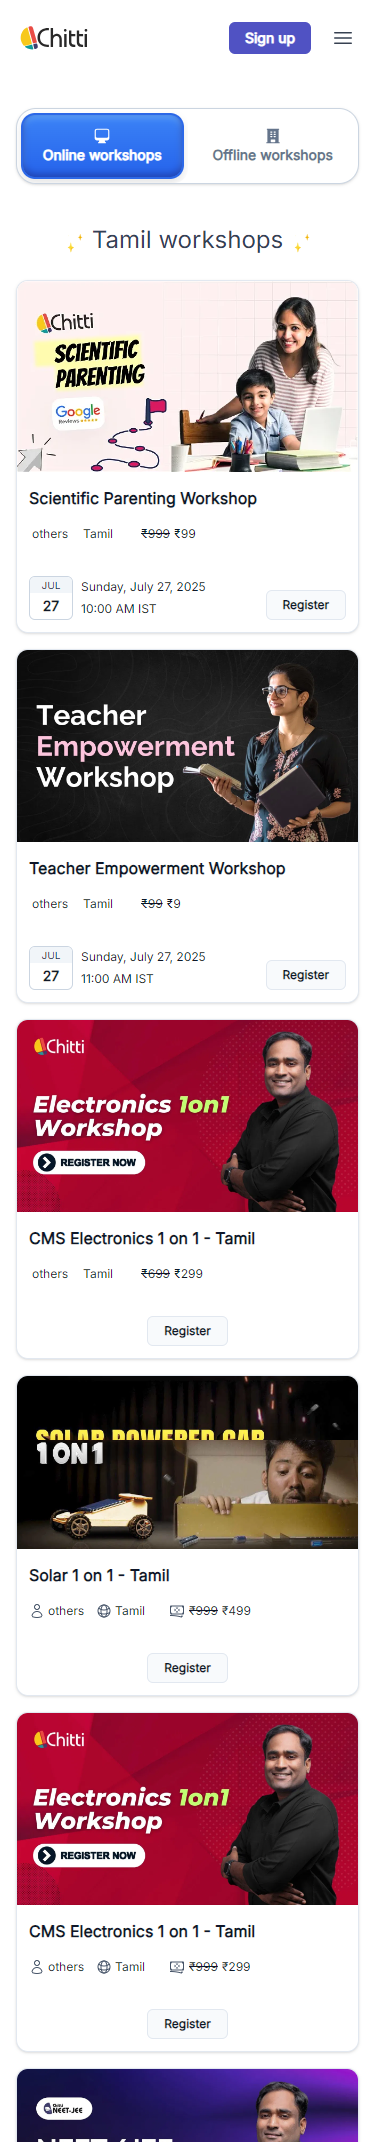 Chitti
Sign up
Online workshops
Offline workshops
Tamil workshops
Chitti
SCIENTIFIC
PARENTING
Google
Reviews
Scientific Parenting Workshop
others Tamil ₹999 ₹99
JUL
27
Sunday, July 27, 2025
10:00 AM IST
Register
Teacher
Empowerment
Workshop
Teacher Empowerment Workshop
others Tamil ₹99 ₹9
JUL
27
Sunday, July 27, 2025
11:00 AM IST
Register
Chitti
Electronics 1on1
Workshop
REGISTER NOW
CMS Electronics 1 on 1 - Tamil
others Tamil ₹699 ₹299
Register
SOLAR POWERED CAR
1 ON 1
Solar 1 on 1 - Tamil
others Tamil ₹999 ₹499
Register
Chitti
Electronics 1on1
Workshop
REGISTER NOW
CMS Electronics 1 on 1 - Tamil
others Tamil ₹999 ₹299
Register
NEET-JEE